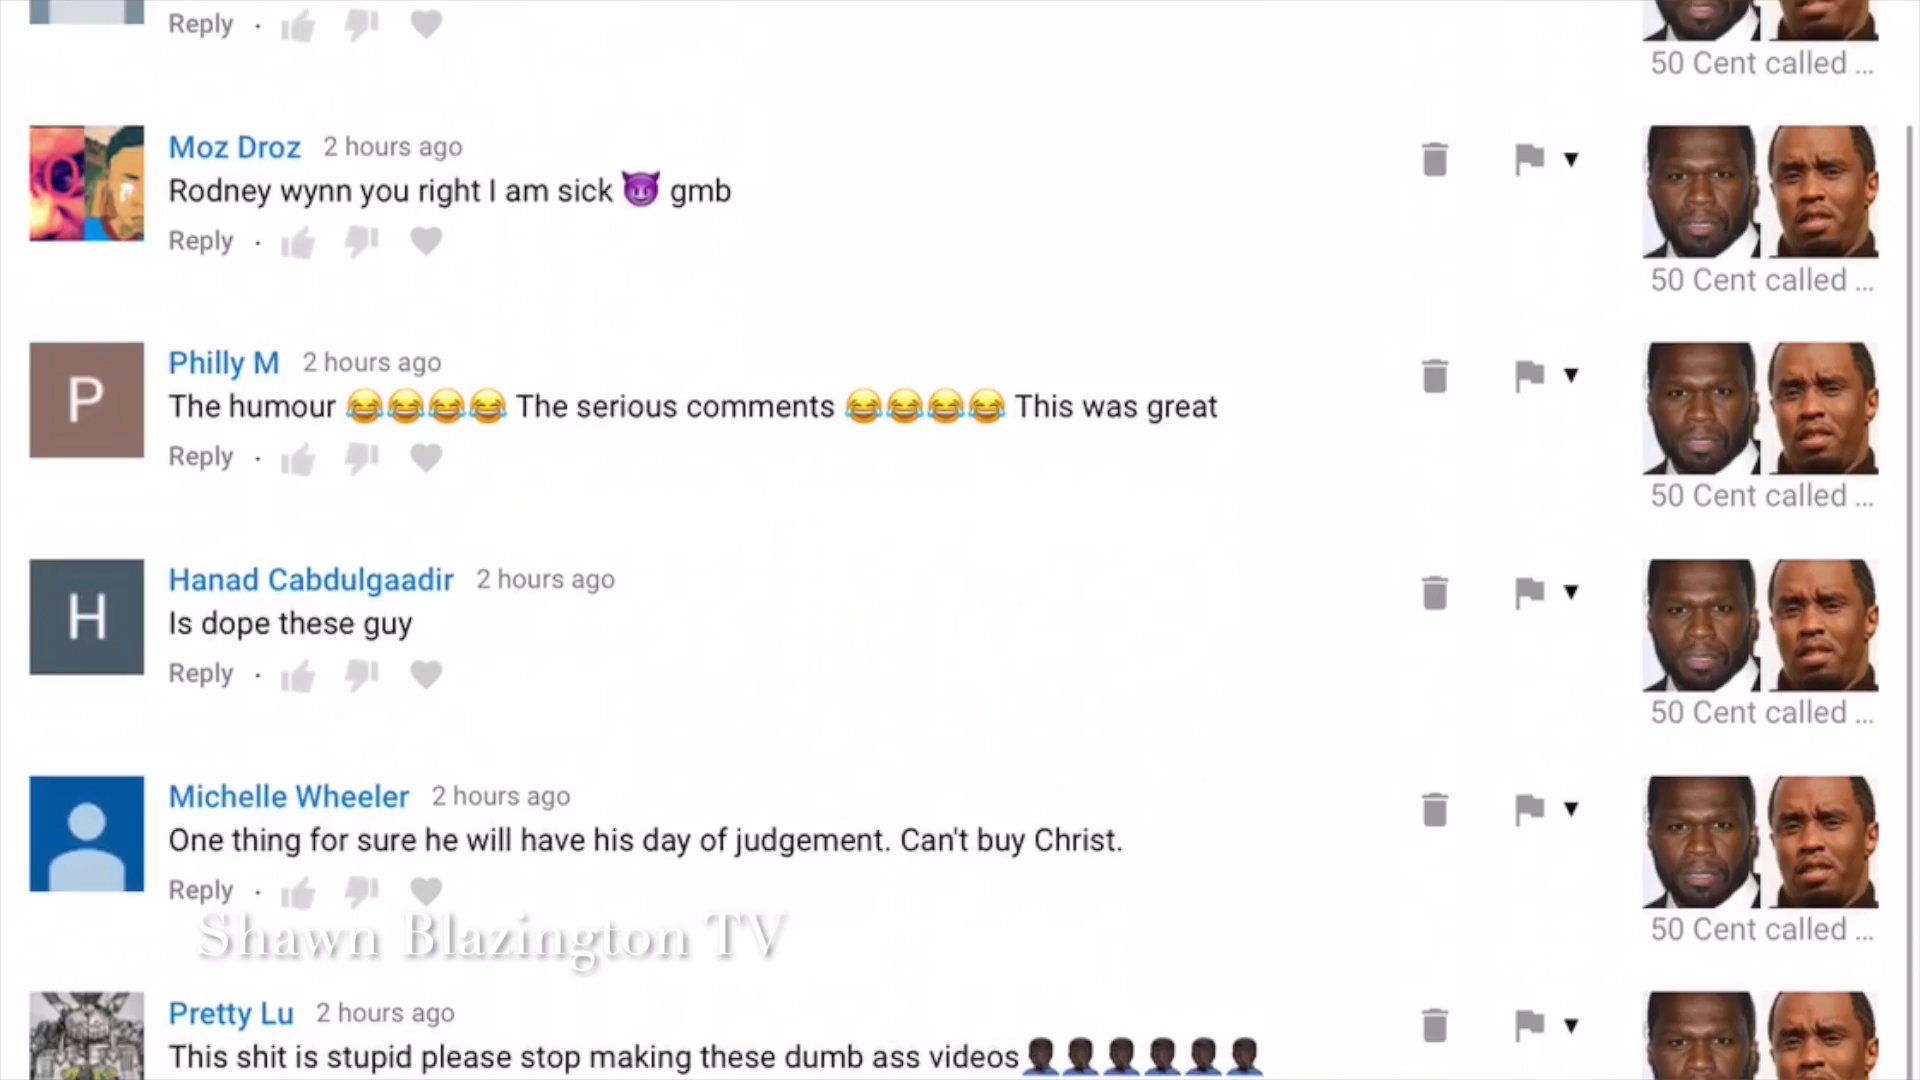 Reply ·
50 Cent called ...
Moz Droz 2 hours ago
Rodney wynn you right I am sick 😈 gmb
Reply ·
50 Cent called ...
P
Philly M 2 hours ago
The humour 😂😂😂😂 The serious comments 😂😂😂😂 This was great
Reply ·
50 Cent called ...
H
Hanad Cabdulgaadir 2 hours ago
Is dope these guy
Reply ·
50 Cent called ...
Michelle Wheeler 2 hours ago
One thing for sure he will have his day of judgement. Can't buy Christ.
Reply ·
50 Cent called ...
Shawn Blazington TV
Pretty Lu 2 hours ago
This shit is stupid please stop making these dumb ass videos👤🏿👤🏿👤🏿👤🏿👤🏿👤🏿